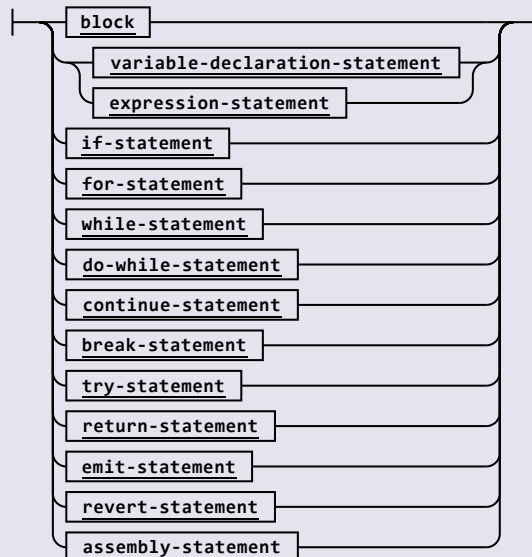 block
variable-declaration-statement
expression-statement
if-statement
for-statement
while-statement
do-while-statement
continue-statement
break-statement
try-statement
return-statement
emit-statement
revert-statement
assembly-statement